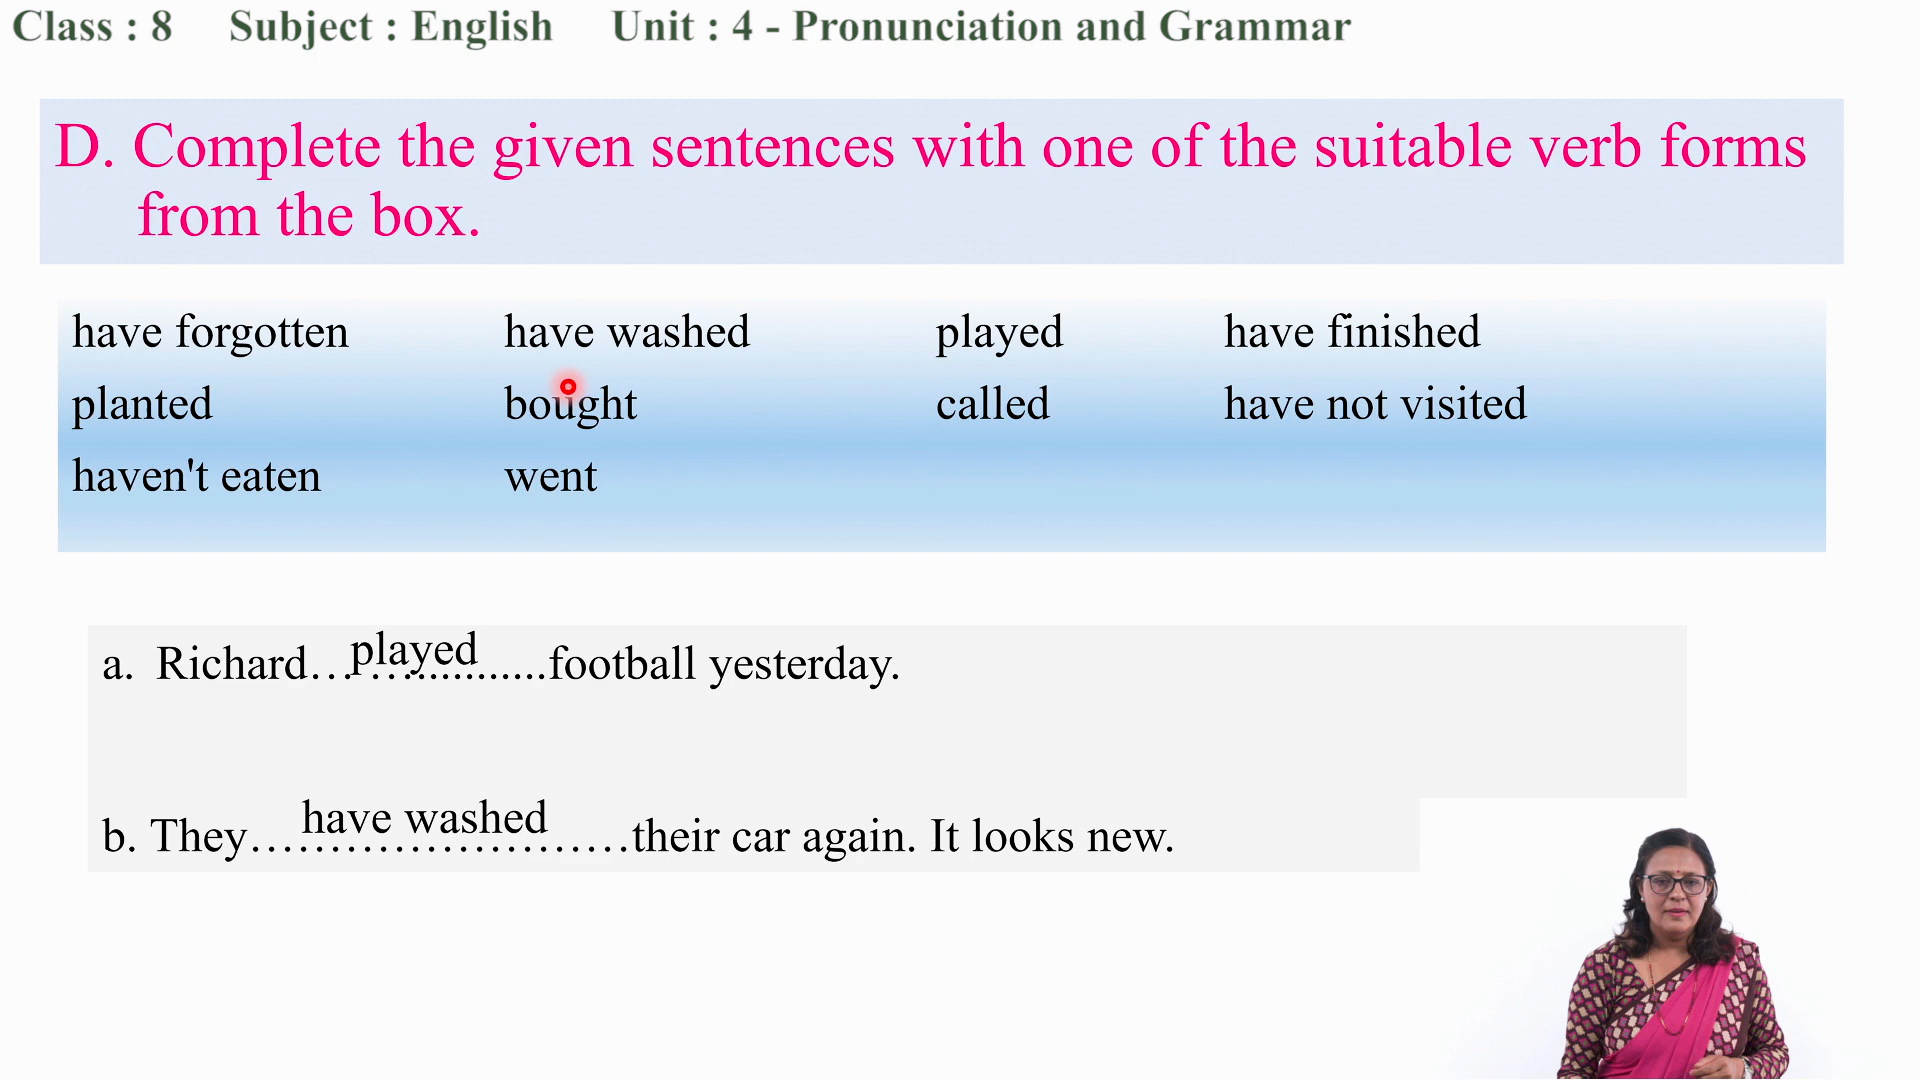 Class : 8 Subject : English Unit : 4 - Pronunciation and Grammar
D. Complete the given sentences with one of the suitable verb forms
from the box.
have forgotten have washed played have finished
planted bought called have not visited
haven't eaten went
a. Richard… played …..........football yesterday.
b. They…… have washed ……their car again. It looks new.